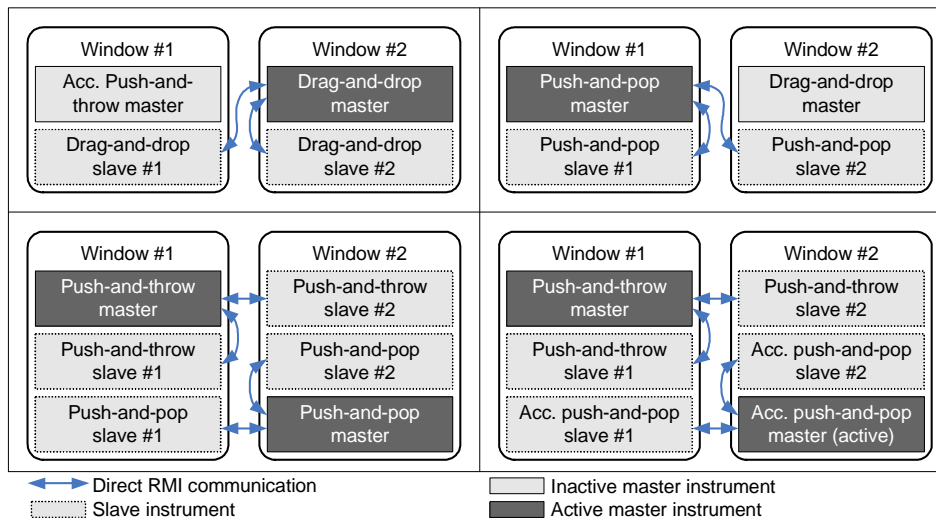 Window #1
Acc. Push-and-
throw master
Drag-and-drop
slave #1
Window #2
Drag-and-drop
master
Drag-and-drop
slave #2
Window #1
Push-and-pop
master
Push-and-pop
slave #1
Window #2
Drag-and-drop
master
Push-and-pop
slave #2
Window #1
Push-and-throw
master
Push-and-throw
slave #1
Push-and-pop
slave #1
Window #2
Push-and-throw
slave #2
Push-and-pop
slave #2
Push-and-pop
master
Window #1
Push-and-throw
master
Push-and-throw
slave #1
Acc. push-and-pop
slave #1
Window #2
Push-and-throw
slave #2
Acc. push-and-pop
slave #2
Acc. push-and-pop
master (active)
Direct RMI communication
Slave instrument
Inactive master instrument
Active master instrument